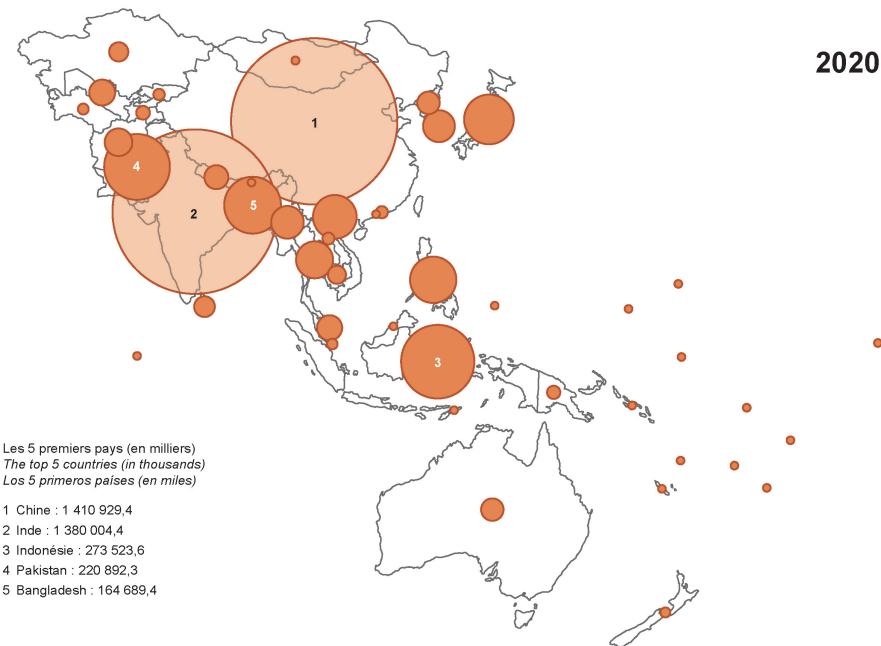 2020
1
4
2
5
3
Les 5 premiers pays (en milliers)
The top 5 countries (in thousands)
Los 5 primeros países (en miles)
1 Chine : 1 410 929,4
2 Inde : 1 380 004,4
3 Indonésie : 273 523,6
4 Pakistan : 220 892,3
5 Bangladesh : 164 689,4